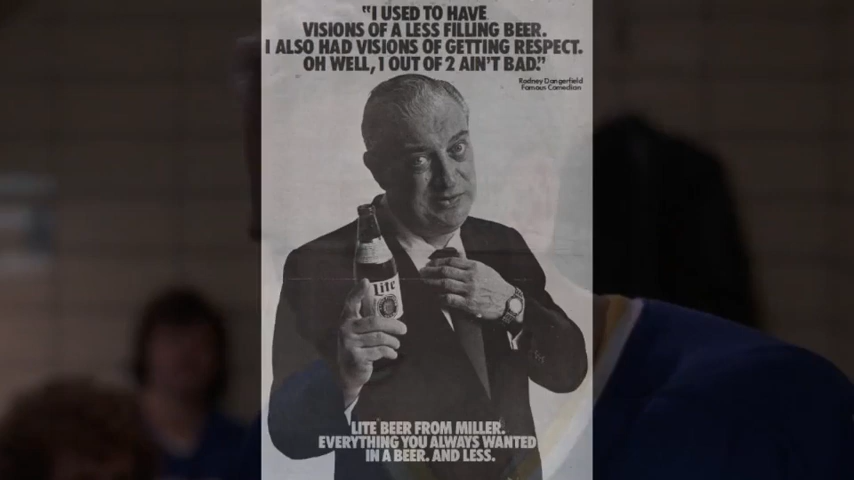 "I USED TO HAVE
VISIONS OF A LESS FILLING BEER.
I ALSO HAD VISIONS OF GETTING RESPECT.
OH WELL, 1 OUT OF 2 AIN'T BAD."
Rodney Dangerfield
Famous Comedian
Lite
LITE BEER FROM MILLER.
EVERYTHING YOU ALWAYS WANTED
IN A BEER. AND LESS.